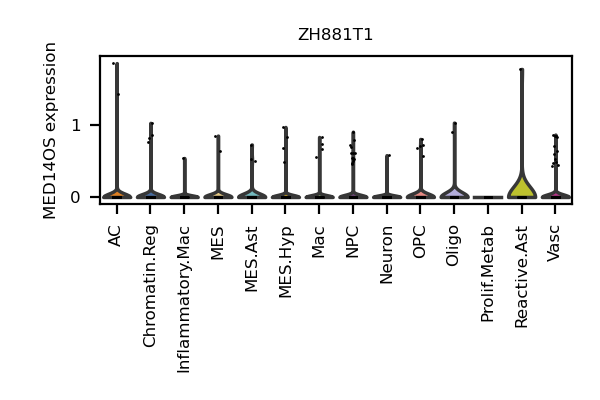 ZH881T1
MED14OS expression
1
0
AC
Chromatin.Reg
Inflammatory.Mac
MES
MES.Ast
MES.Hyp
Mac
NPC
Neuron
OPC
Oligo
Prolif.Metab
Reactive.Ast
Vasc